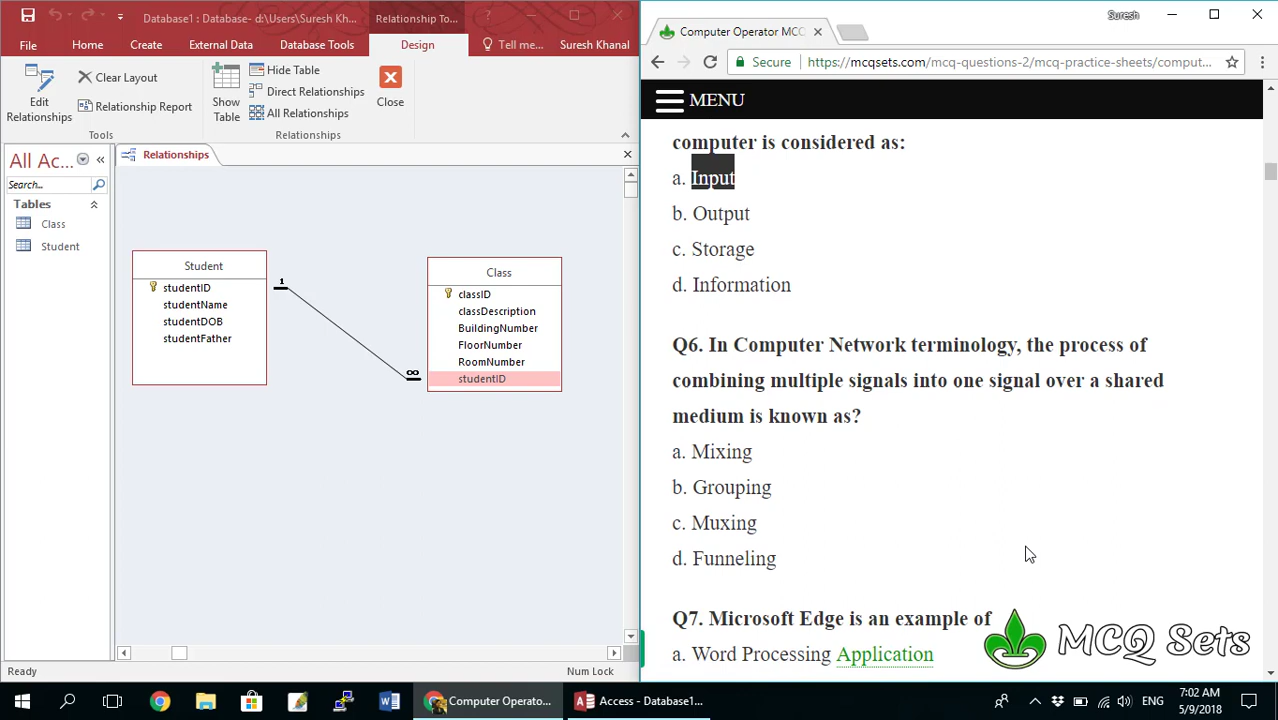 Database1 : Database- d:\Users\Suresh Kha...
Relationship To...
?
File
Home
Create
External Data
Database Tools
Design
Tell me...
Suresh Khanal
Edit
Relationships
Clear Layout
Relationship Report
Tools
Show
Table
Hide Table
Direct Relationships
All Relationships
Relationships
Close
All Ac...
Search...
Tables
Class
Student
Relationships
Student
studentID
studentName
studentDOB
studentFather
1
∞
Class
classID
classDescription
BuildingNumber
FloorNumber
RoomNumber
studentID
Ready
Num Lock
Suresh
Computer Operator MCQ
Secure
https://mcqsets.com/mcq-questions-2/mcq-practice-sheets/comput...
MENU
computer is considered as:
a. Input
b. Output
c. Storage
d. Information
Q6. In Computer Network terminology, the process of
combining multiple signals into one signal over a shared
medium is known as?
a. Mixing
b. Grouping
c. Muxing
d. Funneling
Q7. Microsoft Edge is an example of
a. Word Processing Application
MCQ Sets
Computer Operato...
Access - Database1...
ENG
7:02 AM
5/9/2018